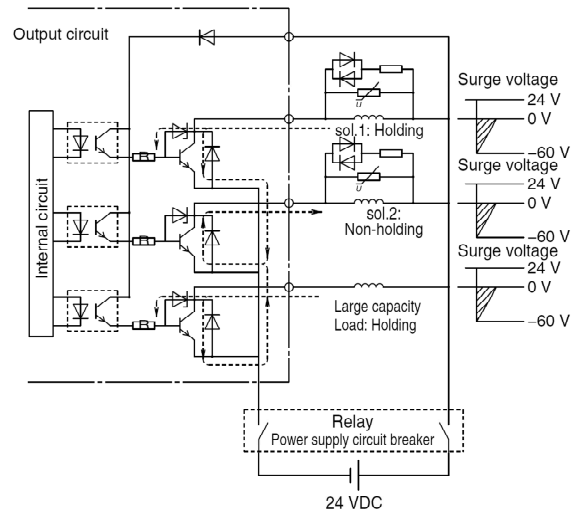 Output circuit
Internal circuit
R
R
R
u
sol.1: Holding
u
sol.2:
Non-holding
Large capacity
Load: Holding
Surge voltage
24 V
0 V
–60 V
Surge voltage
24 V
0 V
–60 V
Surge voltage
24 V
0 V
–60 V
Relay
Power supply circuit breaker
24 VDC